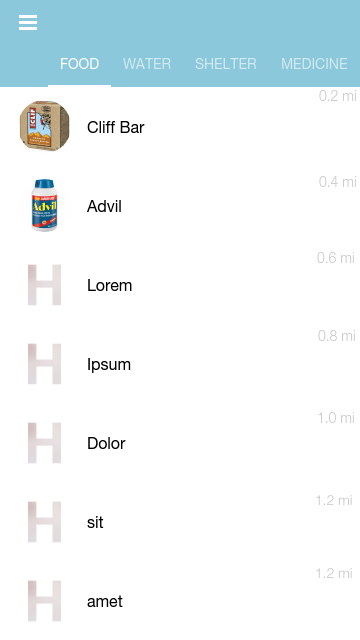 FOOD WATER SHELTER MEDICINE
0.2 mi
CLIF
Cliff Bar
0.4 mi
Advil
Advil
0.6 mi
Lorem
H
0.8 mi
Ipsum
H
1.0 mi
Dolor
H
1.2 mi
sit
H
1.2 mi
amet
H